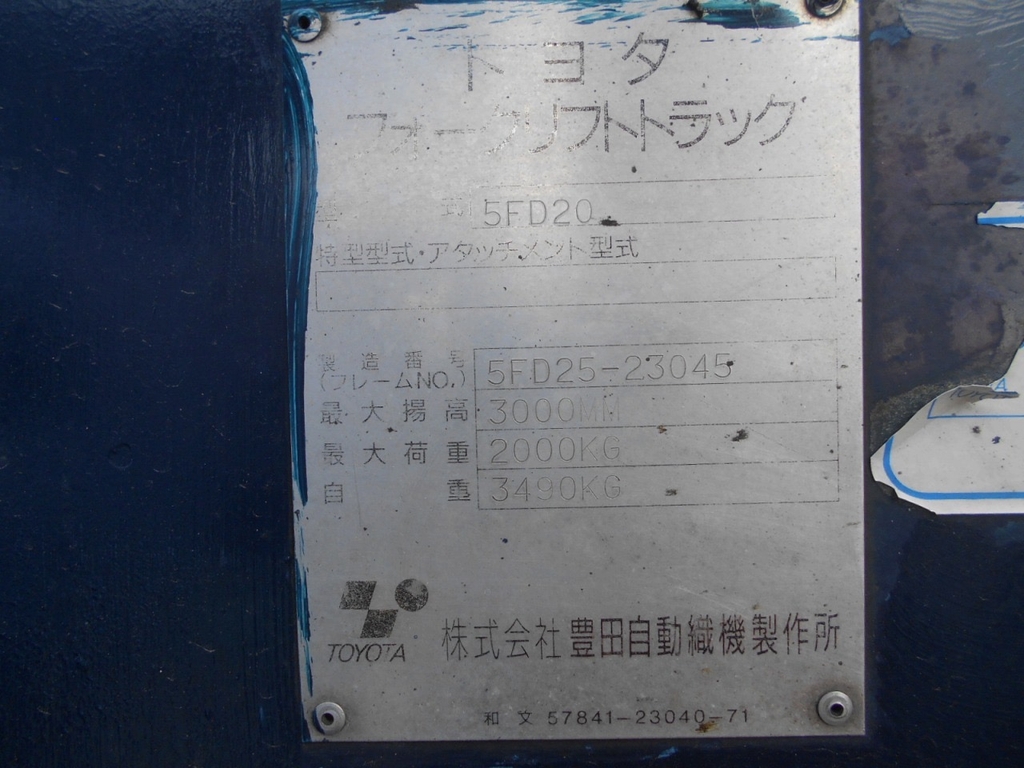 トヨタ
フォークリフトトラック
5FD20
特型型式・アタッチメント型式
製造番号 5FD25-23045
(フレームNO.)
最大揚高 3000MM
最大荷重 2000KG
自重 3490KG
TOYOTA
株式会社 豊田自動織機製作所
和文 57841-23040-71